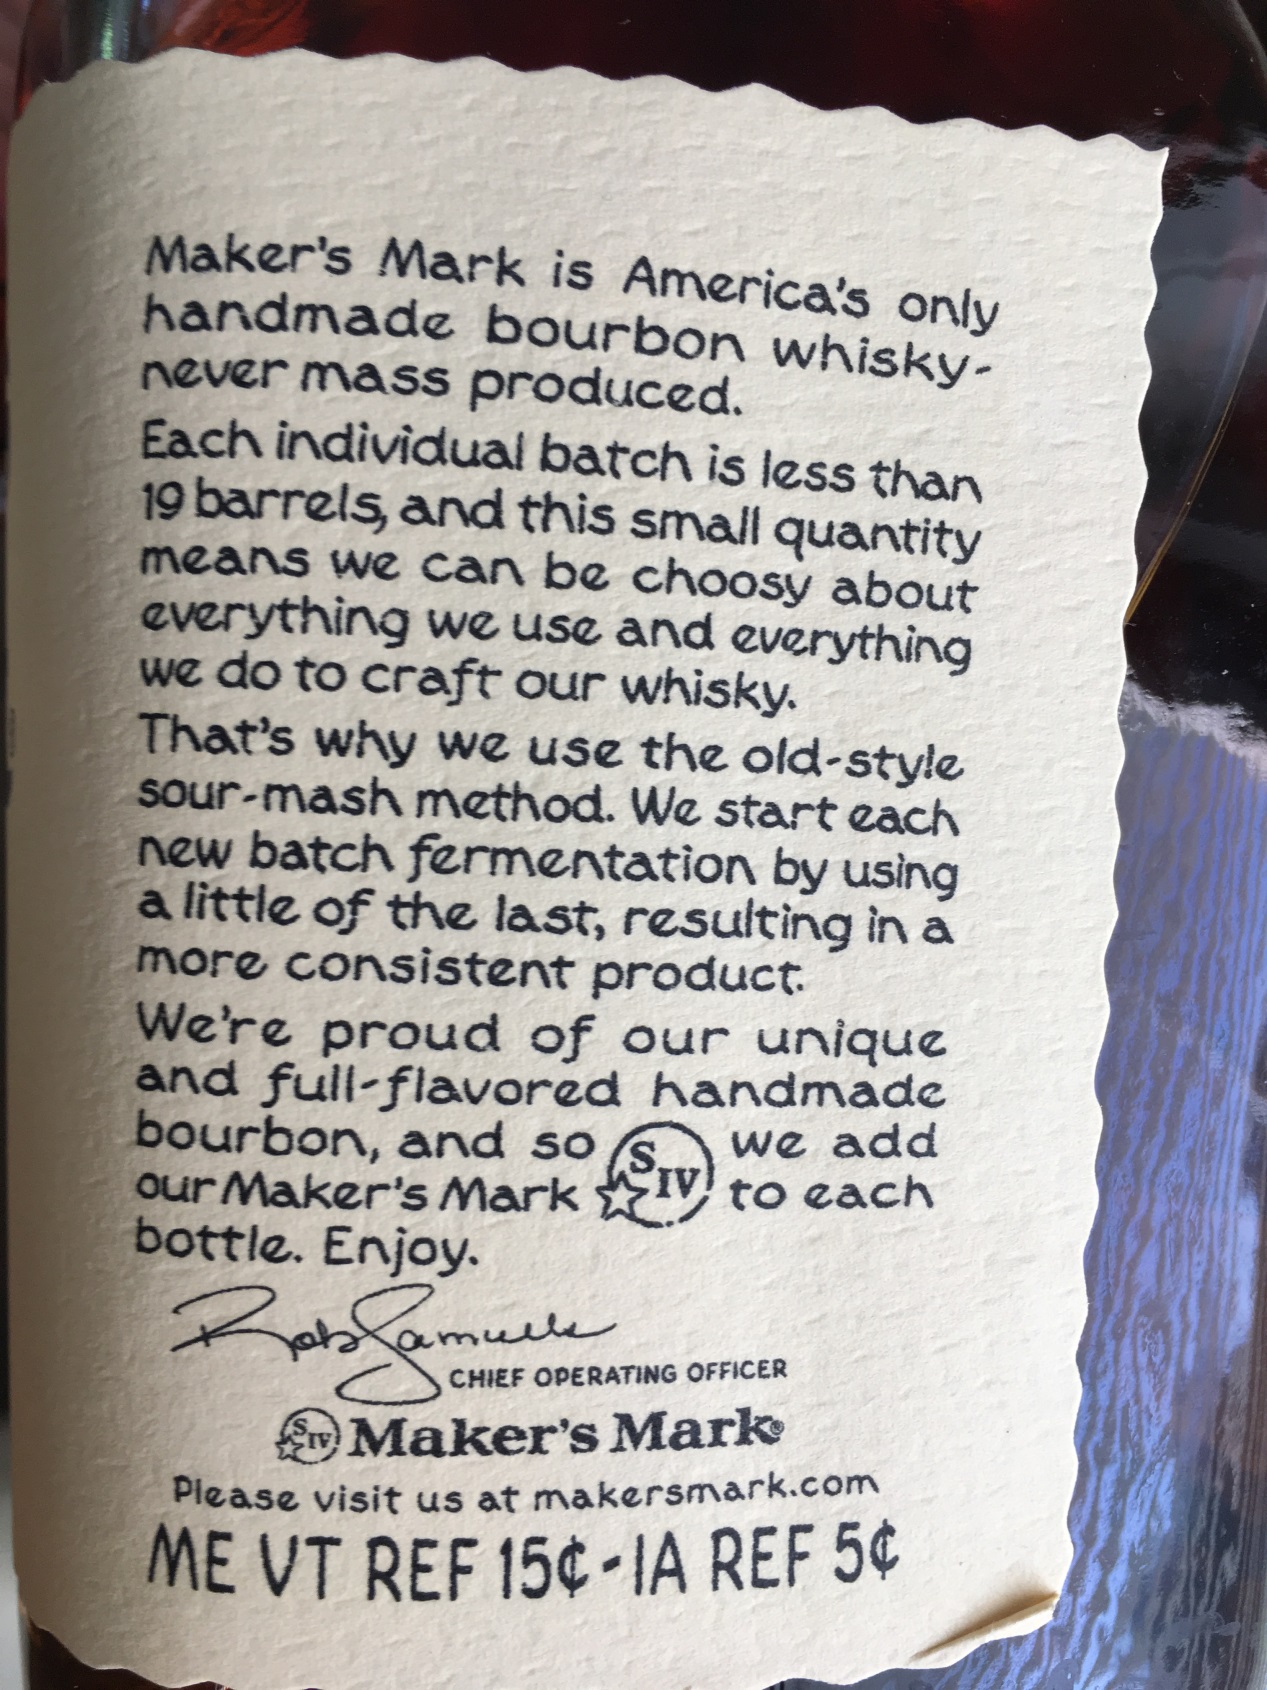 Maker's Mark is America's only
handmade bourbon whisky-
never mass produced.
Each individual batch is less than
19 barrels, and this small quantity
means we can be choosy about
everything we use and everything
we do to craft our whisky.
That's why we use the old-style
sour-mash method. We start each
new batch fermentation by using
a little of the last, resulting in a
more consistent product.
We're proud of our unique
and full-flavored handmade
bourbon, and so S IV we add
our Maker's Mark to each
bottle. Enjoy.
Rob Samuels
CHIEF OPERATING OFFICER
S IV Maker's Mark®
Please visit us at makersmark.com
ME VT REF 15¢-IA REF 5¢